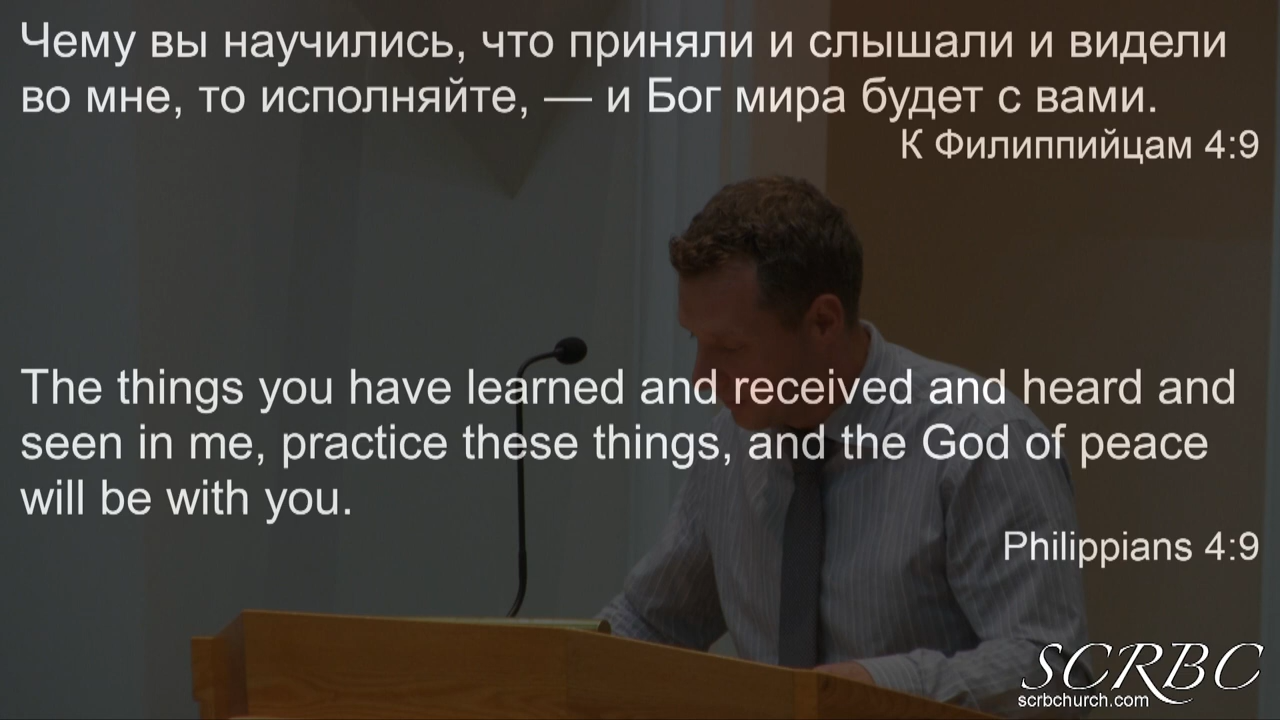 Чему вы научились, что приняли и слышали и видели
во мне, то исполняйте, — и Бог мира будет с вами.
К Филиппийцам 4:9
The things you have learned and received and heard and
seen in me, practice these things, and the God of peace
will be with you.
Philippians 4:9
SCRBC
scrbchurch.com